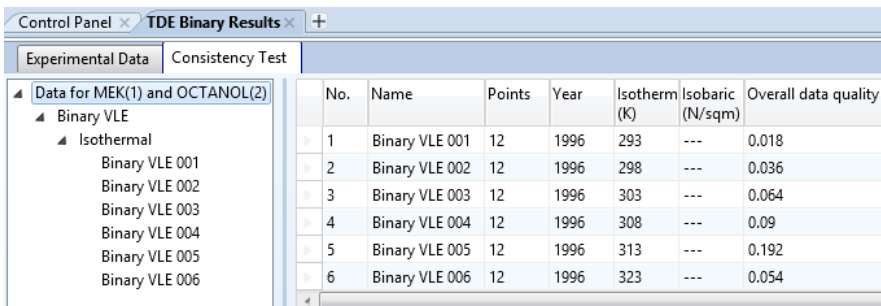 Control Panel × TDE Binary Results × +
Experimental Data Consistency Test
Data for MEK(1) and OCTANOL(2)
Binary VLE
Isothermal
Binary VLE 001
Binary VLE 002
Binary VLE 003
Binary VLE 004
Binary VLE 005
Binary VLE 006
No. Name Points Year Isotherm (K) Isobaric (N/sqm) Overall data quality
1 Binary VLE 001 12 1996 293 --- 0.018
2 Binary VLE 002 12 1996 298 --- 0.036
3 Binary VLE 003 12 1996 303 --- 0.064
4 Binary VLE 004 12 1996 308 --- 0.09
5 Binary VLE 005 12 1996 313 --- 0.192
6 Binary VLE 006 12 1996 323 --- 0.054